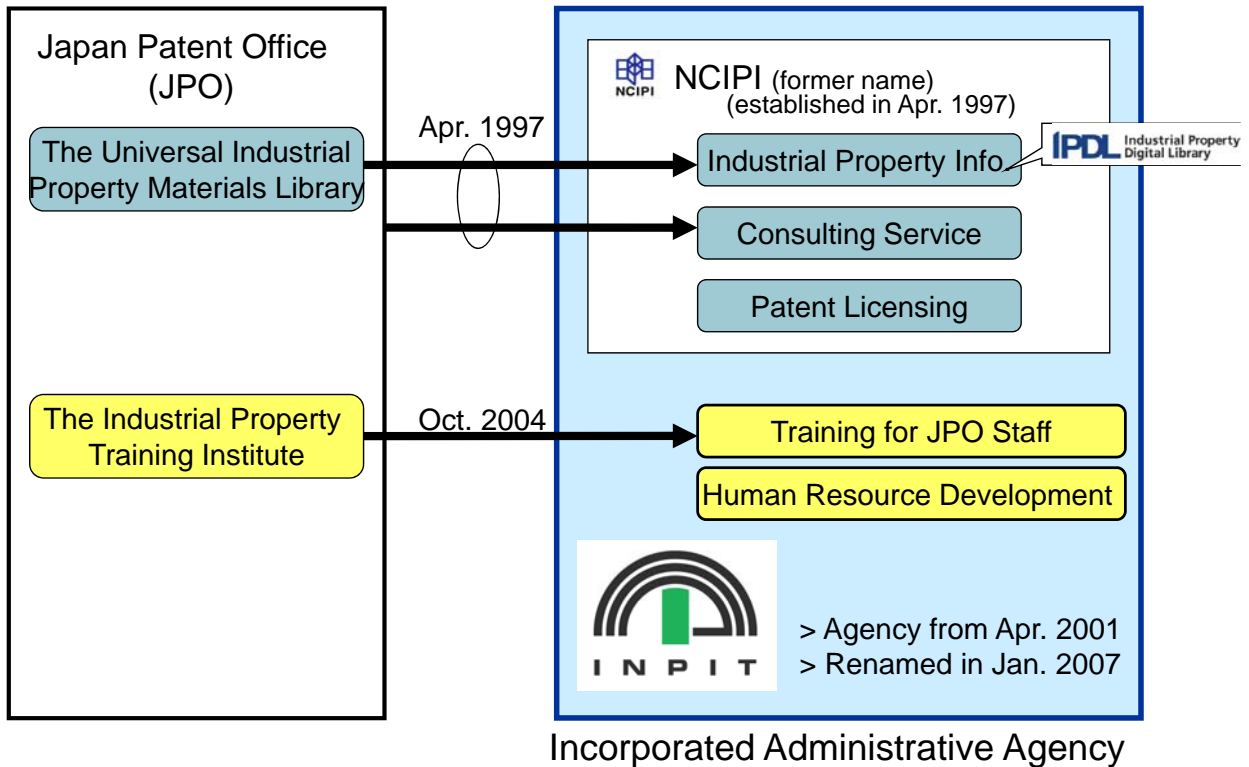 Japan Patent Office
(JPO)
The Universal Industrial
Property Materials Library
The Industrial Property
Training Institute
Apr. 1997
Oct. 2004
NCIPI
NCIPI (former name)
(established in Apr. 1997)
Industrial Property Info.
IPDL Industrial Property
Digital Library
Consulting Service
Patent Licensing
Training for JPO Staff
Human Resource Development
INPIT
> Agency from Apr. 2001
> Renamed in Jan. 2007
Incorporated Administrative Agency